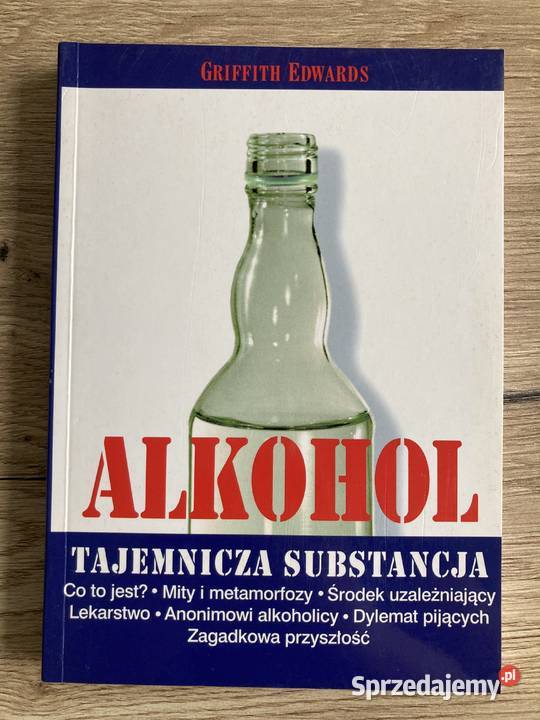 GRIFFITH EDWARDS
ALKOHOL
TAJEMNICZA SUBSTANCJA
Co to jest? • Mity i metamorfozy • Środek uzależniający
Lekarstwo • Anonimowi alkoholicy • Dylemat pijących
Zagadkowa przyszłość
Sprzedajemy.pl